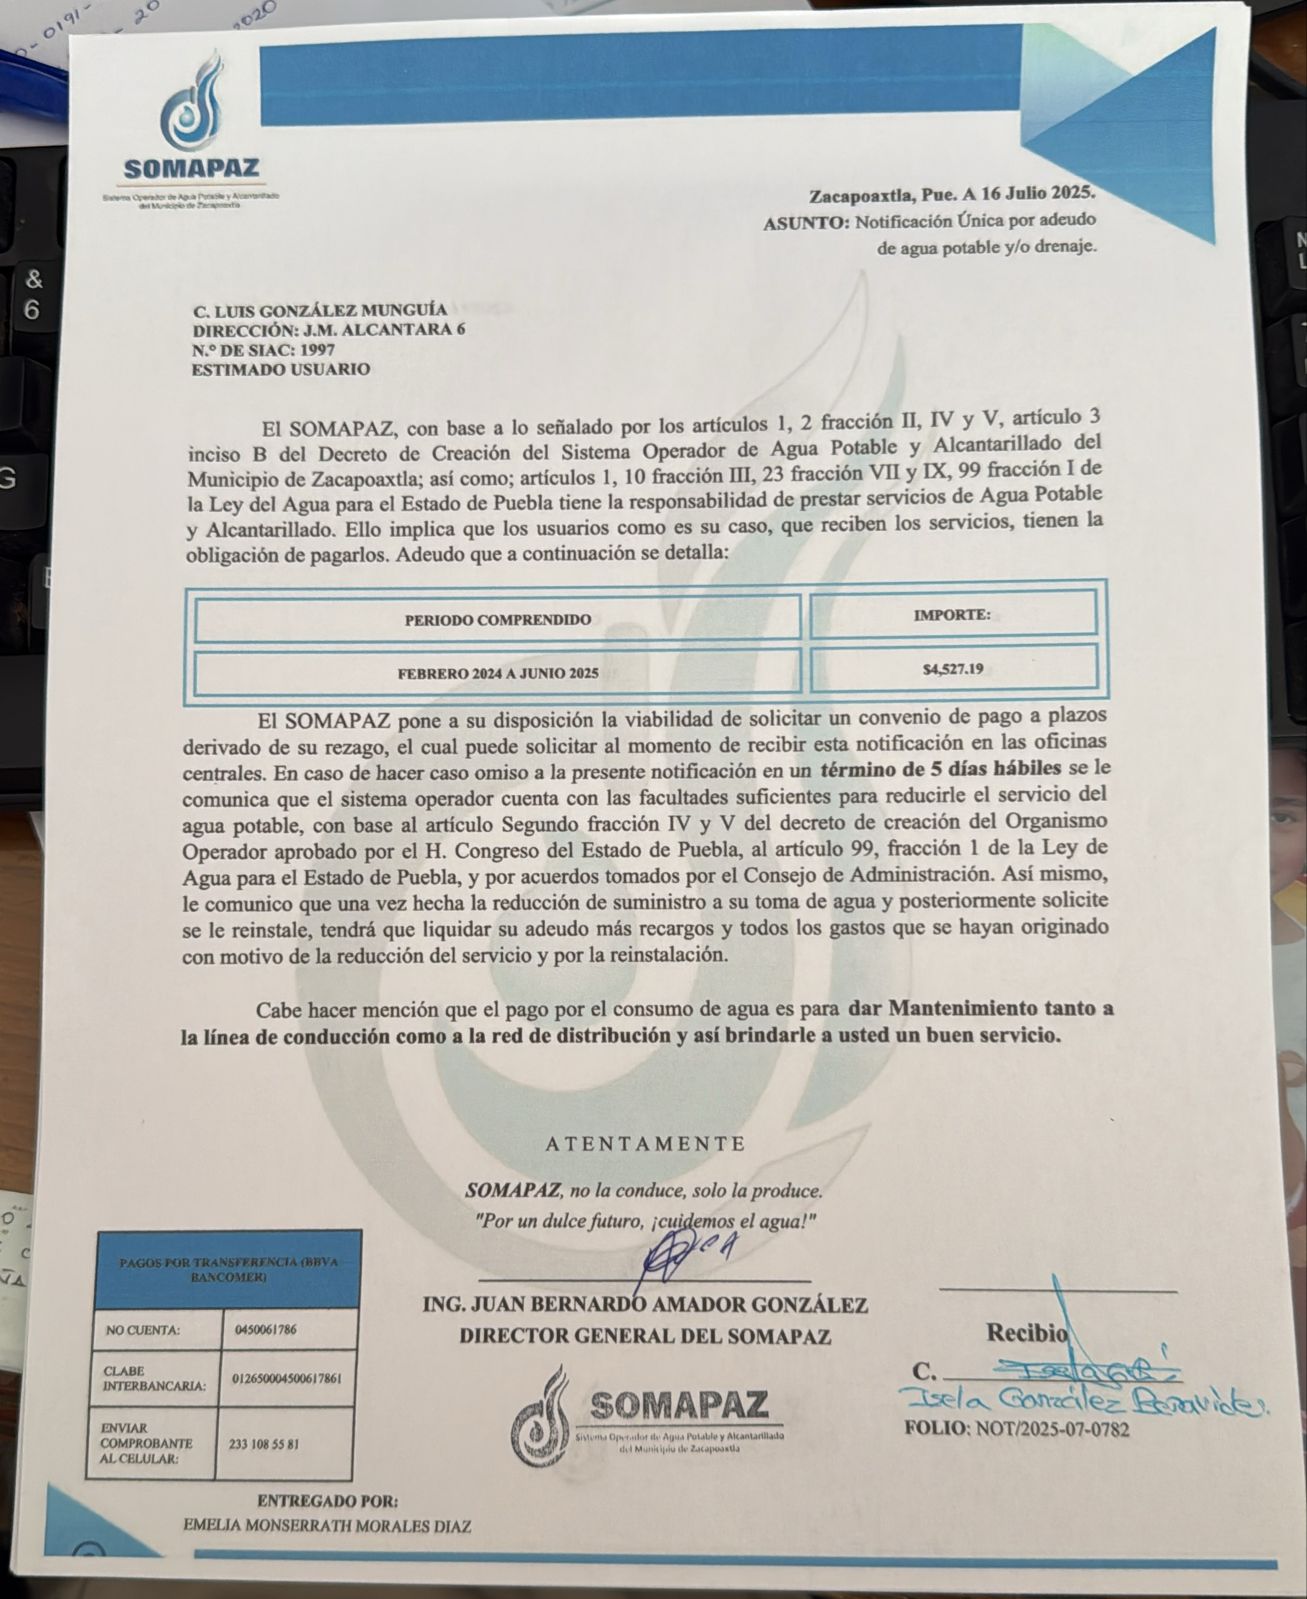 0191-
20
2020
&
6
G
SOMAPAZ
Sistema Operador de Agua Potable y Alcantarillado
del Municipio de Zacapoaxtla
Zacapoaxtla, Pue. A 16 Julio 2025.
ASUNTO: Notificación Única por adeudo
de agua potable y/o drenaje.
C. LUIS GONZÁLEZ MUNGUÍA
DIRECCIÓN: J.M. ALCANTARA 6
N.º DE SIAC: 1997
ESTIMADO USUARIO
El SOMAPAZ, con base a lo señalado por los artículos 1, 2 fracción II, IV y V, artículo 3
inciso B del Decreto de Creación del Sistema Operador de Agua Potable y Alcantarillado del
Municipio de Zacapoaxtla; así como; artículos 1, 10 fracción III, 23 fracción VII y IX, 99 fracción I de
la Ley del Agua para el Estado de Puebla tiene la responsabilidad de prestar servicios de Agua Potable
y Alcantarillado. Ello implica que los usuarios como es su caso, que reciben los servicios, tienen la
obligación de pagarlos. Adeudo que a continuación se detalla:
PERIODO COMPRENDIDO
IMPORTE:
FEBRERO 2024 A JUNIO 2025
$4,527.19
El SOMAPAZ pone a su disposición la viabilidad de solicitar un convenio de pago a plazos
derivado de su rezago, el cual puede solicitar al momento de recibir esta notificación en las oficinas
centrales. En caso de hacer caso omiso a la presente notificación en un término de 5 días hábiles se le
comunica que el sistema operador cuenta con las facultades suficientes para reducirle el servicio del
agua potable, con base al artículo Segundo fracción IV y V del decreto de creación del Organismo
Operador aprobado por el H. Congreso del Estado de Puebla, al artículo 99, fracción 1 de la Ley de
Agua para el Estado de Puebla, y por acuerdos tomados por el Consejo de Administración. Así mismo,
le comunico que una vez hecha la reducción de suministro a su toma de agua y posteriormente solicite
se le reinstale, tendrá que liquidar su adeudo más recargos y todos los gastos que se hayan originado
con motivo de la reducción del servicio y por la reinstalación.
Cabe hacer mención que el pago por el consumo de agua es para dar Mantenimiento tanto a
la línea de conducción como a la red de distribución y así brindarle a usted un buen servicio.
ATENTAMENTE
SOMAPAZ, no la conduce, solo la produce.
"Por un dulce futuro, ¡cuidemos el agua!"
ING. JUAN BERNARDO AMADOR GONZÁLEZ
DIRECTOR GENERAL DEL SOMAPAZ
SOMAPAZ
Sistema Operador de Agua Potable y Alcantarillado
del Municipio de Zacapoaxtla
PAGOS POR TRANSFERENCIA (BBVA
BANCOMER)
NO CUENTA:
0450061786
CLABE
INTERBANCARIA:
012650004500617861
ENVIAR
COMPROBANTE
AL CELULAR:
233 108 55 81
Recibio
C.
Isela González Benavides.
FOLIO: NOT/2025-07-0782
ENTREGADO POR:
EMELIA MONSERRATH MORALES DIAZ